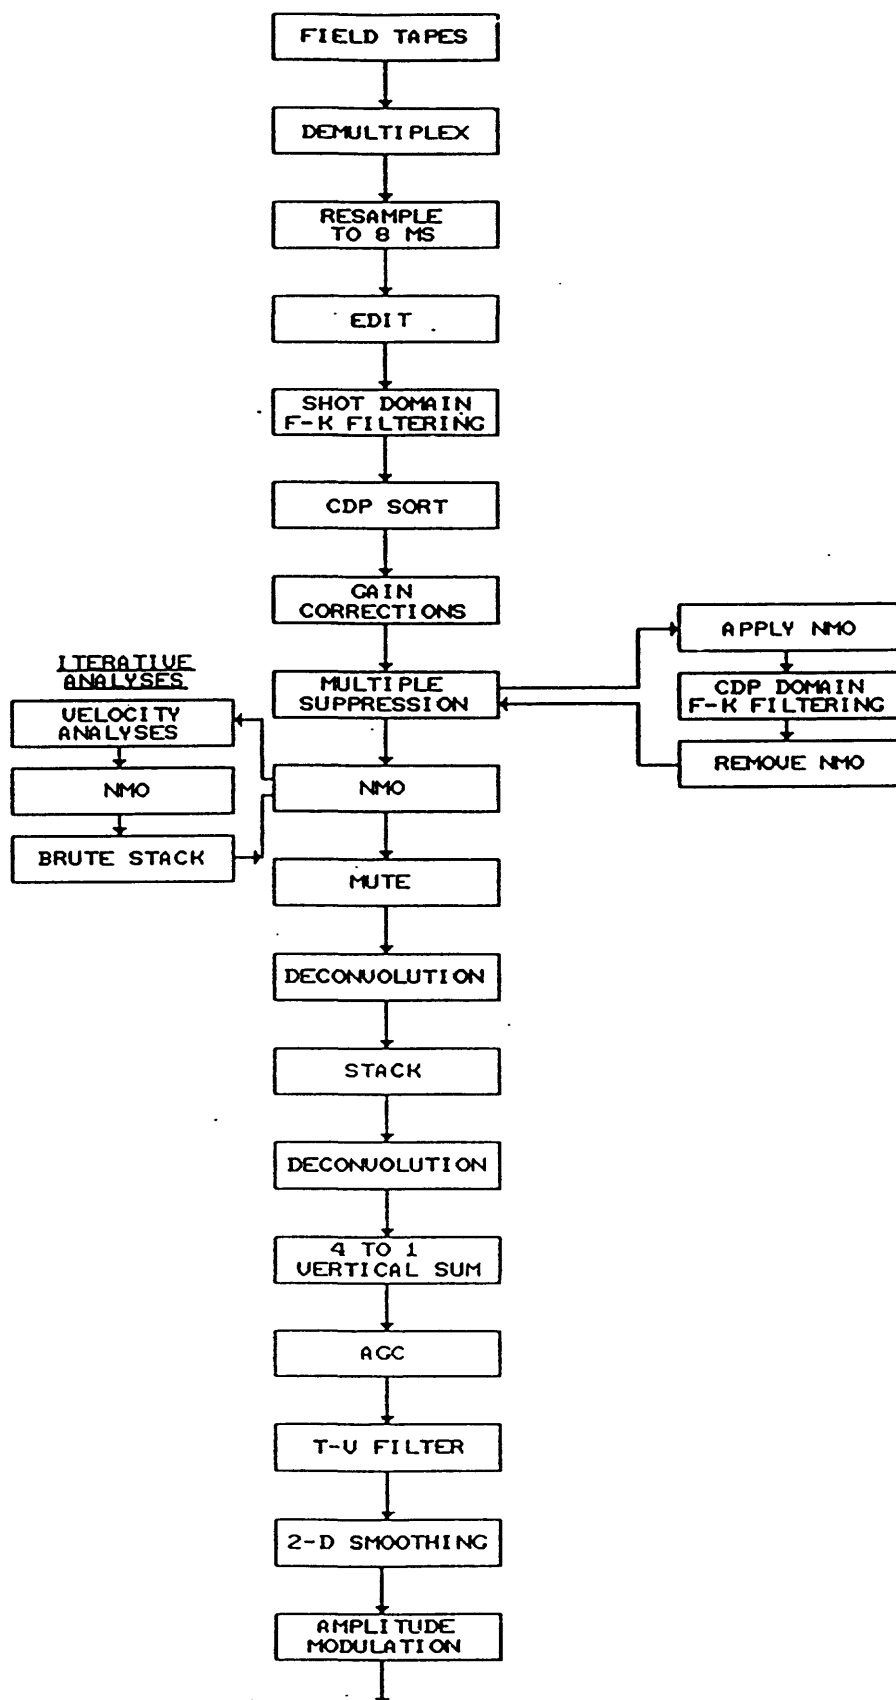 FIELD TAPES
DEMULTIPLEX
RESAMPLE
TO 8 MS
EDIT
SHOT DOMAIN
F-K FILTERING
CDP SORT
GAIN
CORRECTIONS
MULTIPLE
SUPPRESSION
APPLY NMO
CDP DOMAIN
F-K FILTERING
REMOVE NMO
ITERATIVE
ANALYSES
VELOCITY
ANALYSES
NMO
BRUTE STACK
NMO
MUTE
DECONVOLUTION
STACK
DECONVOLUTION
4 TO 1
VERTICAL SUM
AGC
T-V FILTER
2-D SMOOTHING
AMPLITUDE
MODULATION